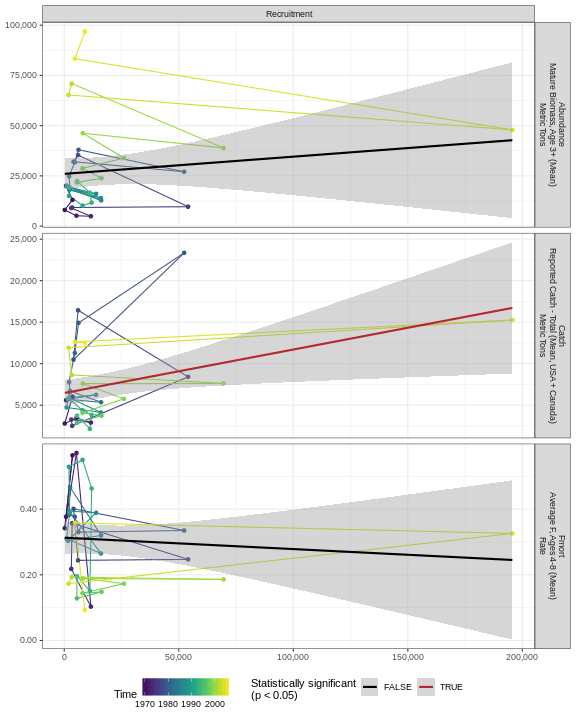 Recruitment
100,000
75,000
50,000
25,000
0
Abundance
Mature Biomass, Age 3+ (Mean)
Metric Tons
25,000
20,000
15,000
10,000
5,000
Catch
Reported Catch - Total (Mean, USA + Canada)
Metric Tons
0.40
0.20
0.00
Fmort
Average F, Ages 4-8 (Mean)
Rate
0
50,000
100,000
150,000
200,000
Time
1970 1980 1990 2000
Statistically significant
(p < 0.05)
FALSE
TRUE